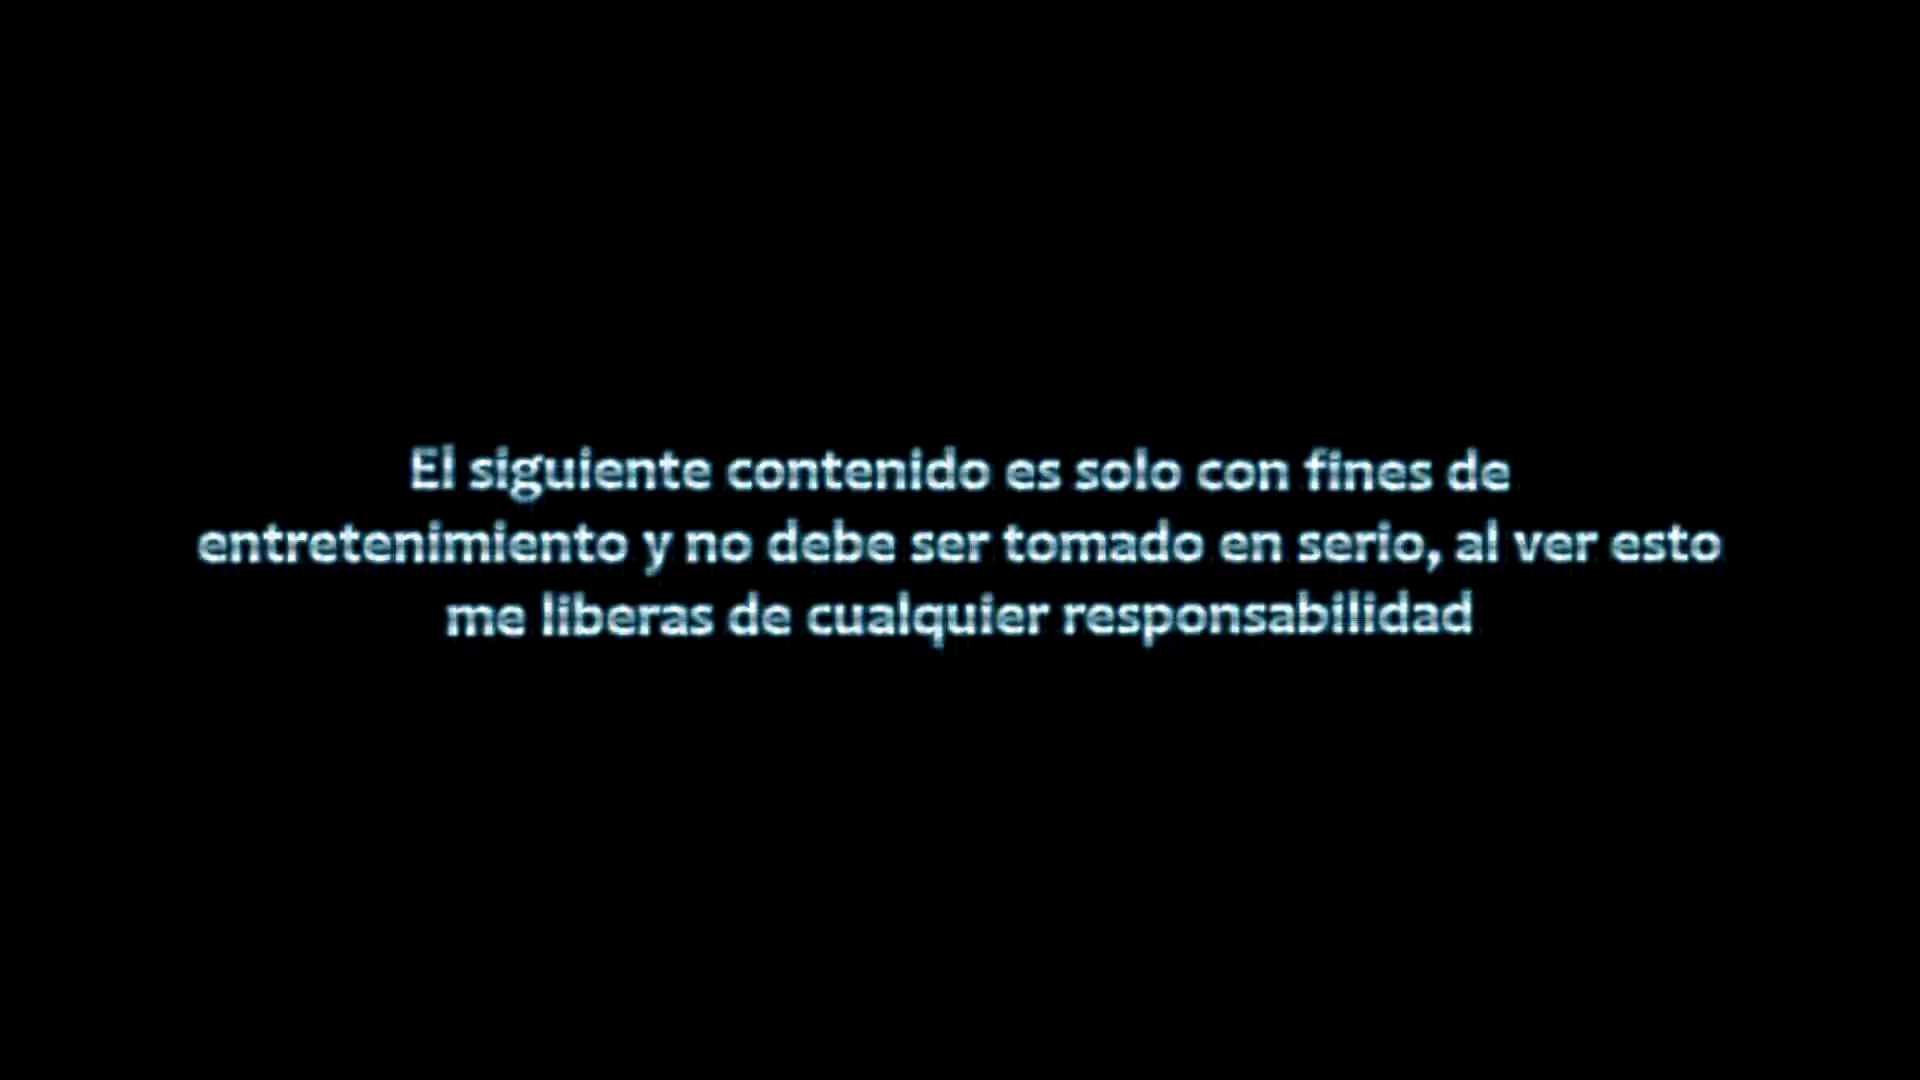 El siguiente contenido es solo con fines de
entretenimiento y no debe ser tomado en serio, al ver esto
me liberas de cualquier responsabilidad